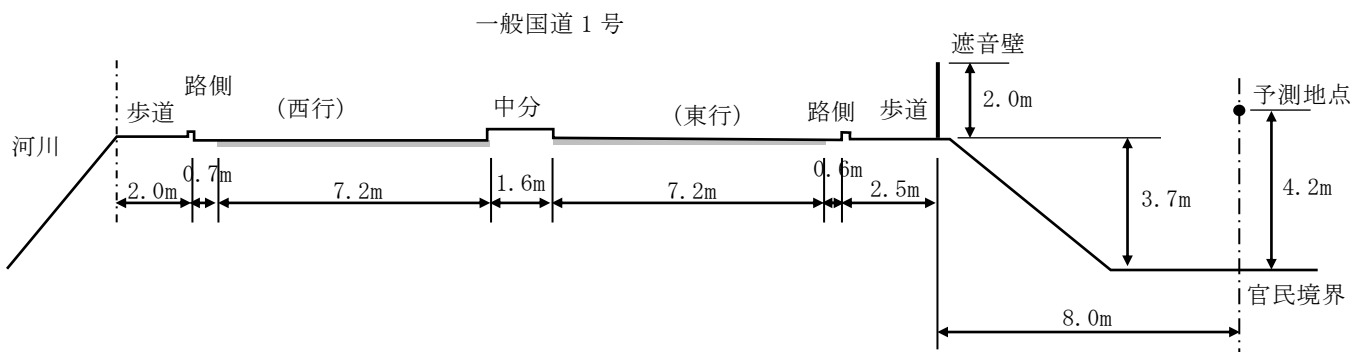 一般国道1号
遮音壁
路側
2.0m
予測地点
歩道
(西行)
中分
(東行)
路側
歩道
河川
0.7m
0.6m
2.0m
7.2m
1.6m
7.2m
2.5m
3.7m
4.2m
官民境界
8.0m